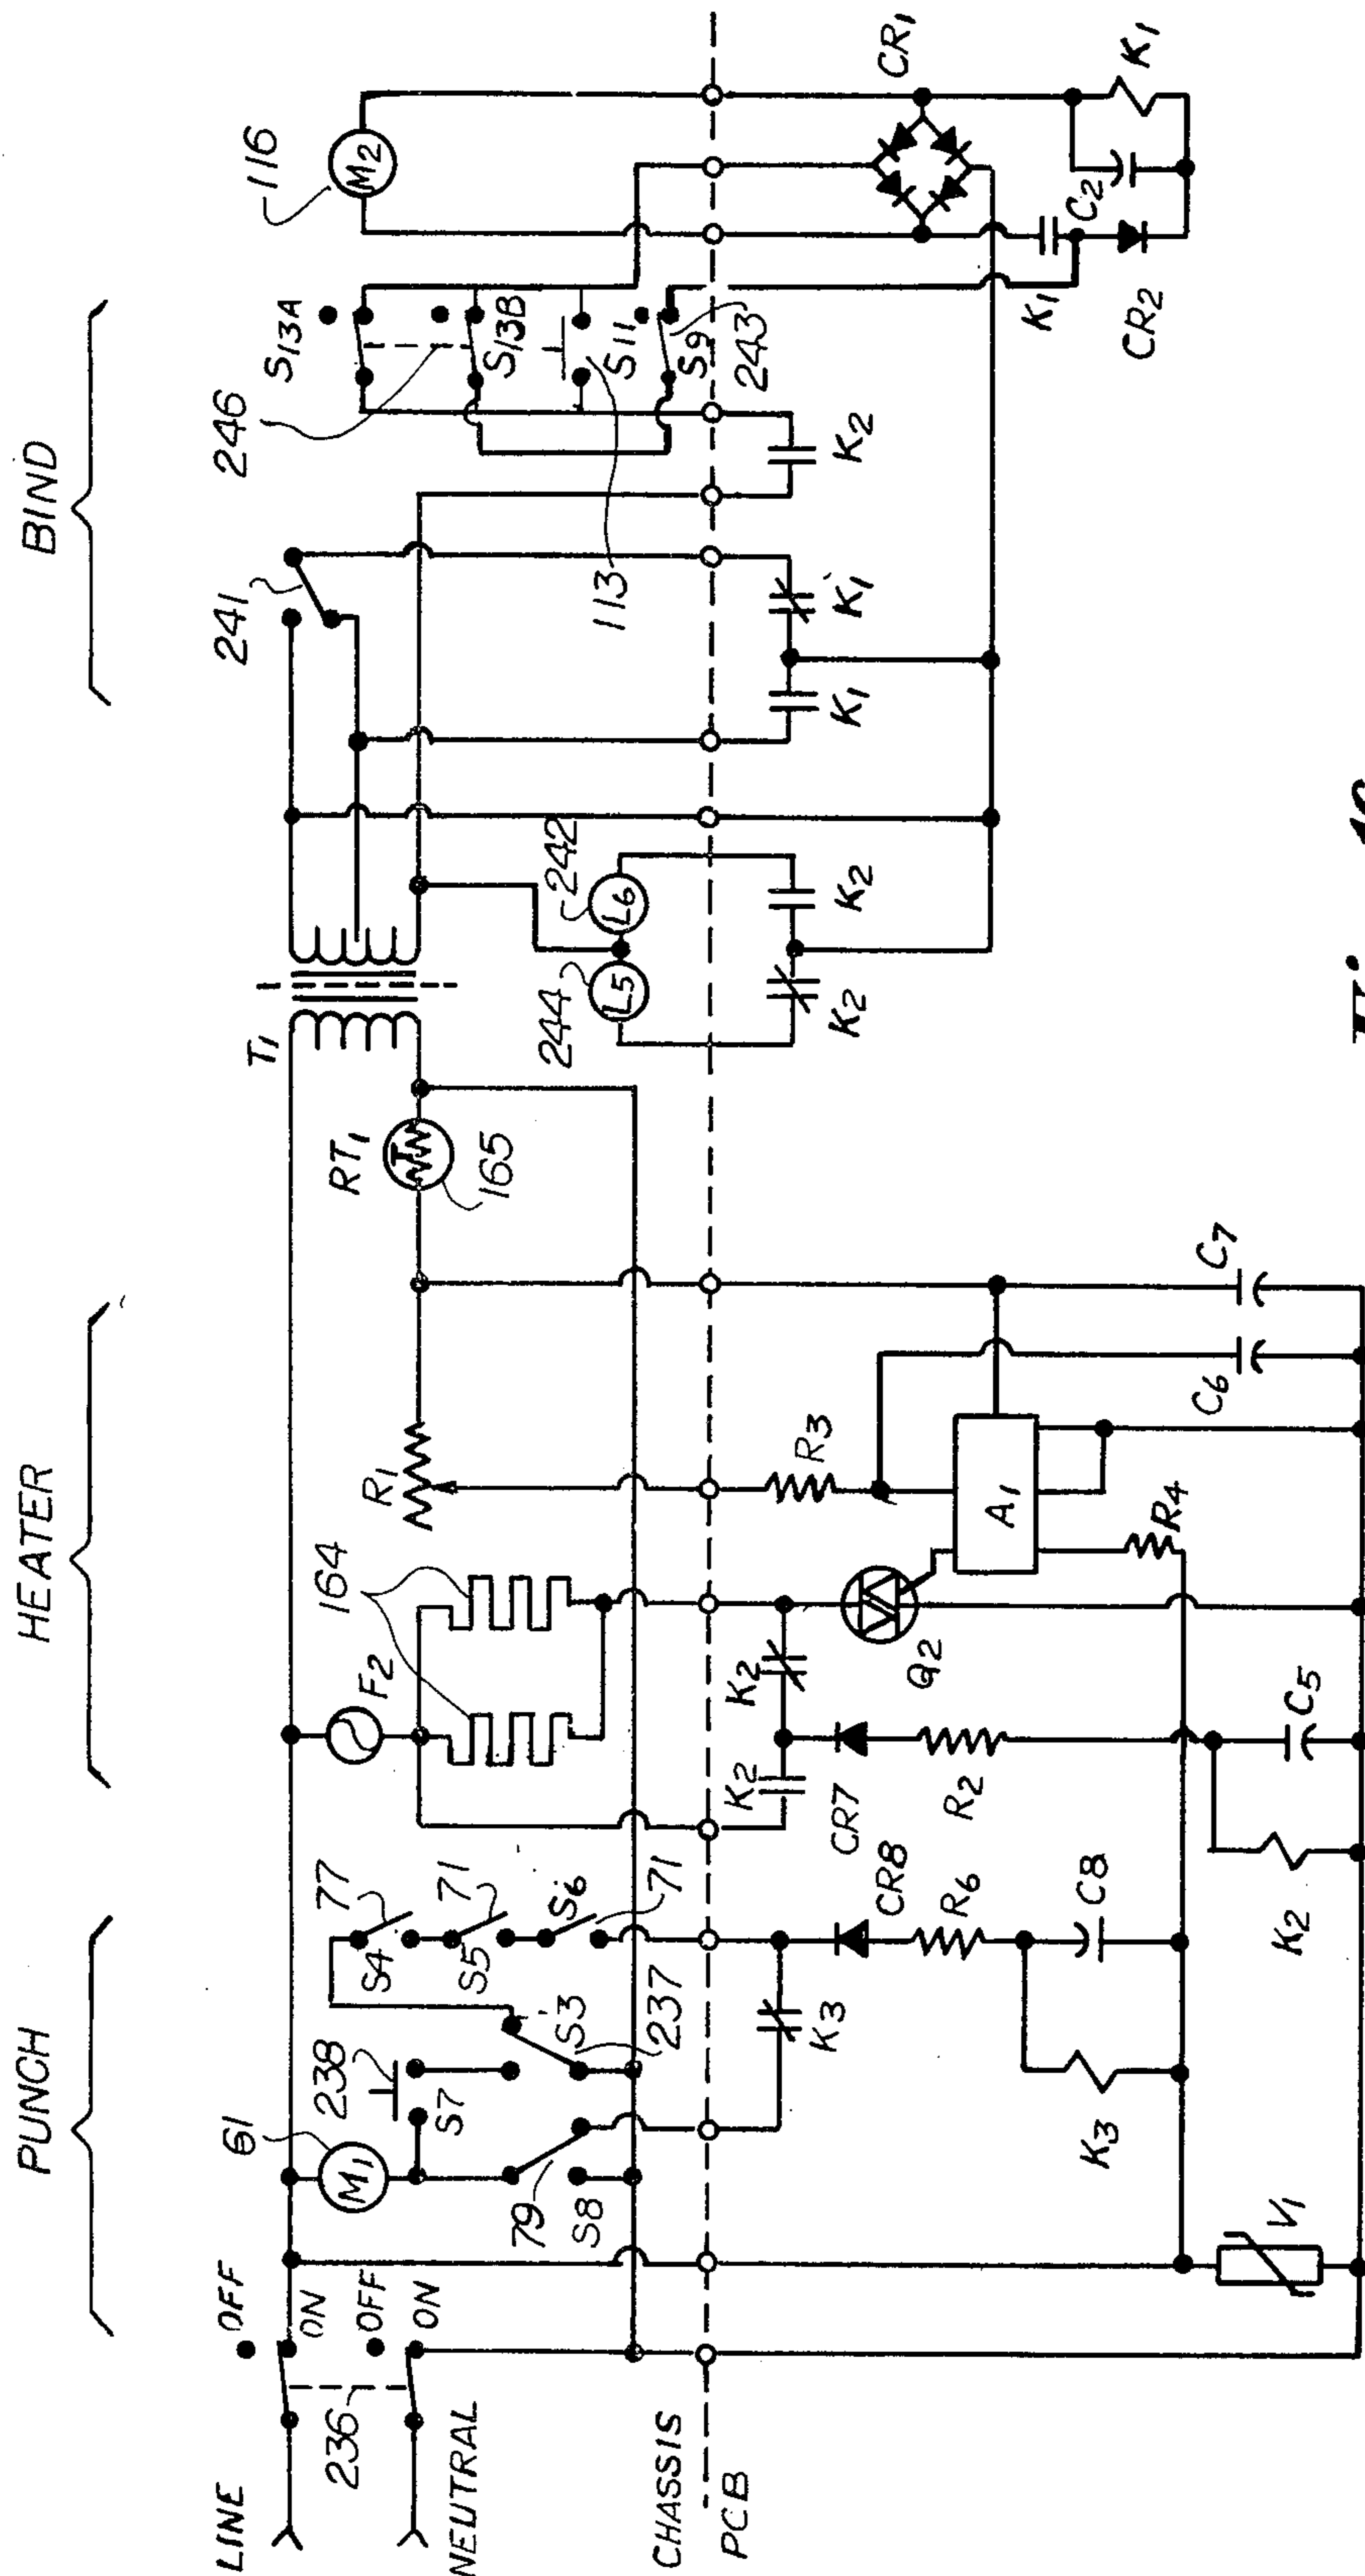 PUNCH
HEATER
BIND
LINE
OFF
ON
236
OFF
ON
NEUTRAL
61
M1
238
S7
79
S8
77
S4
71
S5
S6
71
S3
237
F2
164
R1
RT1
165
T1
241
246
S13A
S13B
S11
S9
243
113
116
M2
244
L5
L6
242
CHASSIS
PCB
K3
K2
K2
R3
K2
K2
K1
K1
K2
K1
C2
CR1
CR2
K1
CR8
R6
C8
K3
CR7
R2
Q2
A1
R4
C6
C7
V1
K2
C5